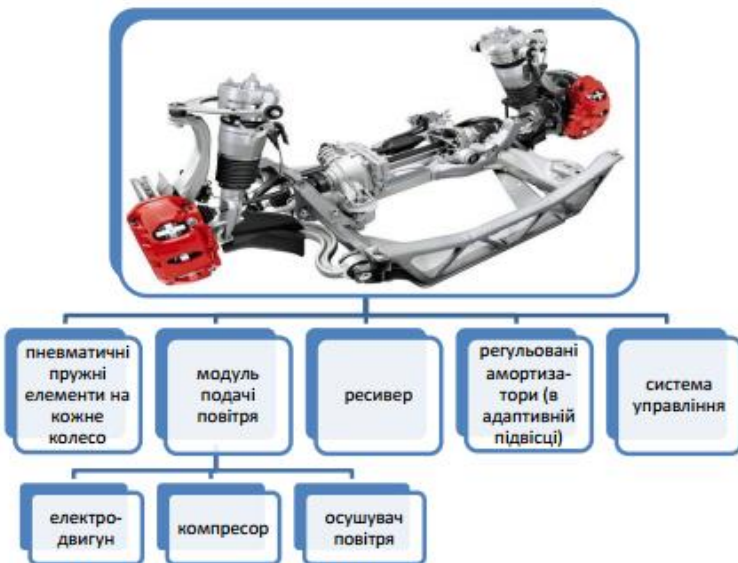 пневматичні
пружні
елементи на
кожне
колесо
модуль
подачі
повітря
ресивер
регульовані
амортиза-
тори (в
адаптивній
підвісці)
система
управління
електро-
двигун
компресор
осушувач
повітря